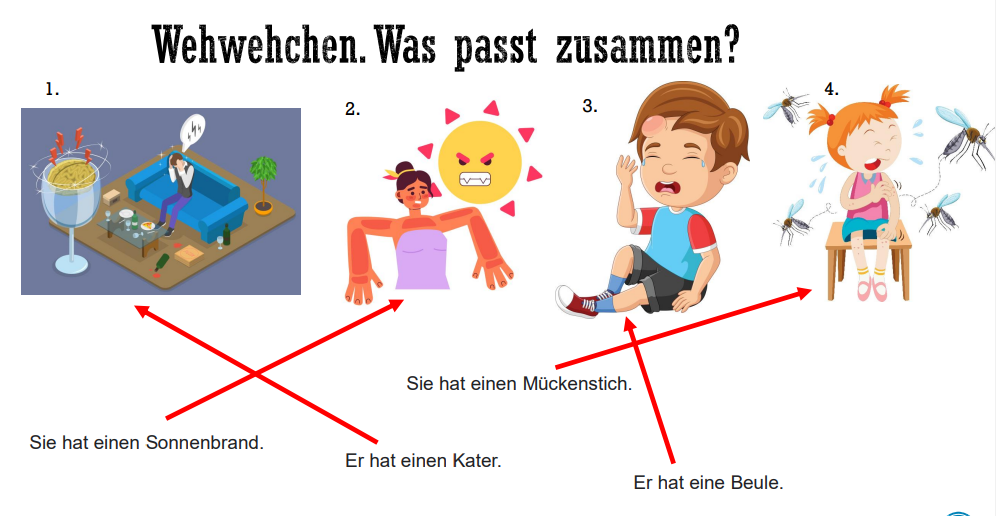 Wehwehchen. Was passt zusammen?
1.
2.
3.
4.
Sie hat einen Mückenstich.
Sie hat einen Sonnenbrand.
Er hat einen Kater.
Er hat eine Beule.